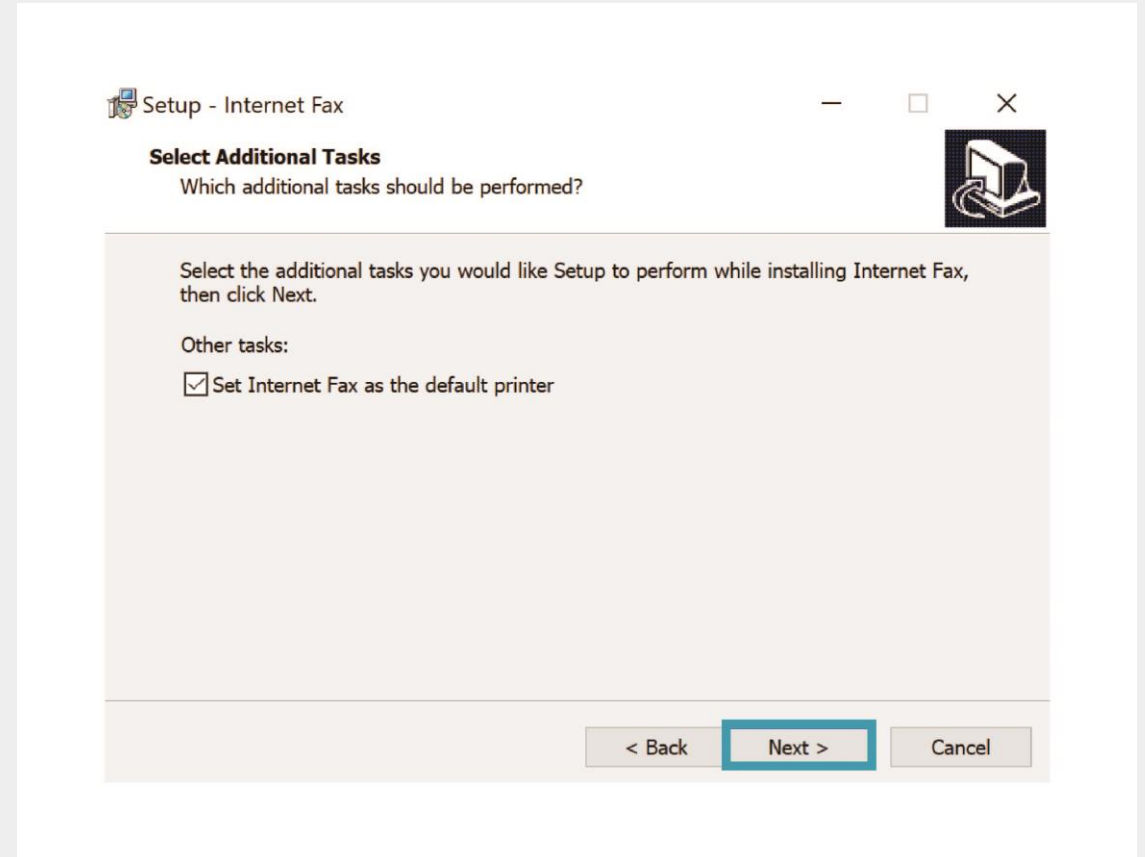 Setup - Internet Fax
Select Additional Tasks
Which additional tasks should be performed?
Select the additional tasks you would like Setup to perform while installing Internet Fax,
then click Next.
Other tasks:
Set Internet Fax as the default printer
< Back Next > Cancel